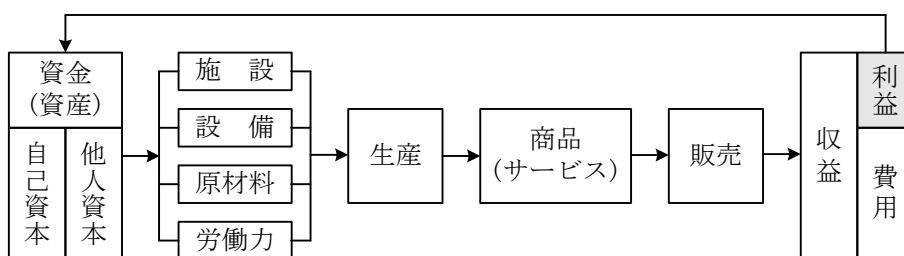 資金
(資産)
自己資本
他人資本
施 設
設 備
原材料
労働力
生産
商品
(サービス)
販売
収益
利益
費用